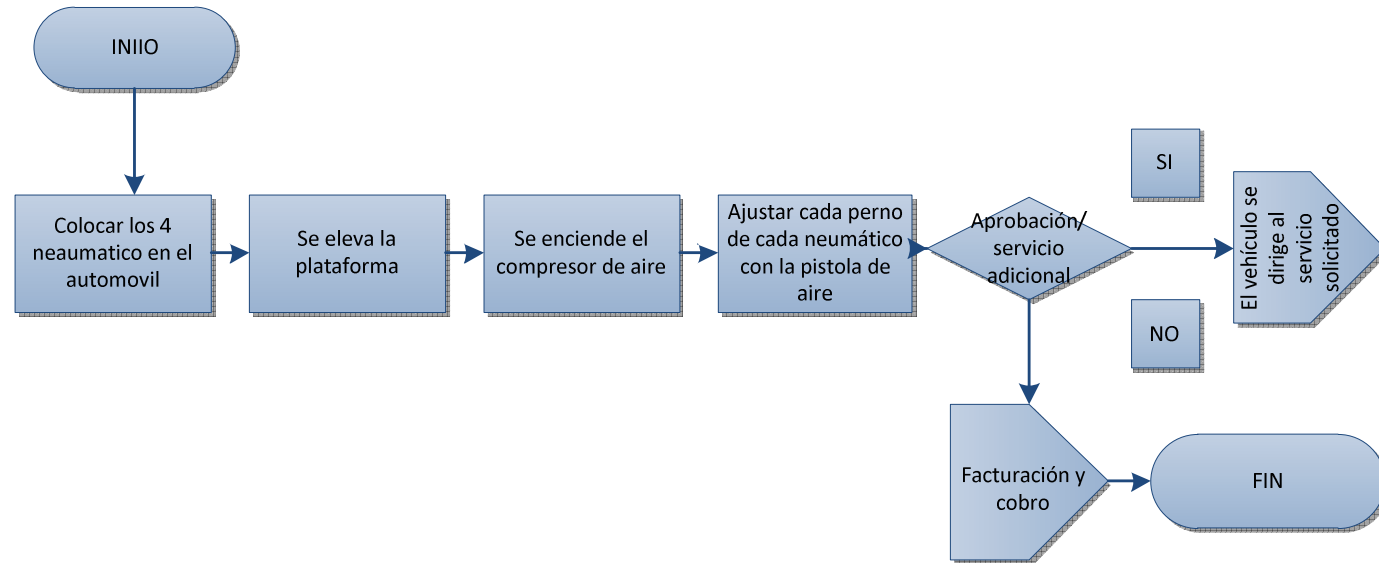 INIIO
Colocar los 4
neaumatico en el
automovil
Se eleva la
plataforma
Se enciende el
compresor de aire
Ajustar cada perno
de cada neumático
con la pistola de
aire
Aprobación/
servicio
adicional
SI
El vehículo se
dirige al
servicio
solicitado
NO
Facturación y
cobro
FIN